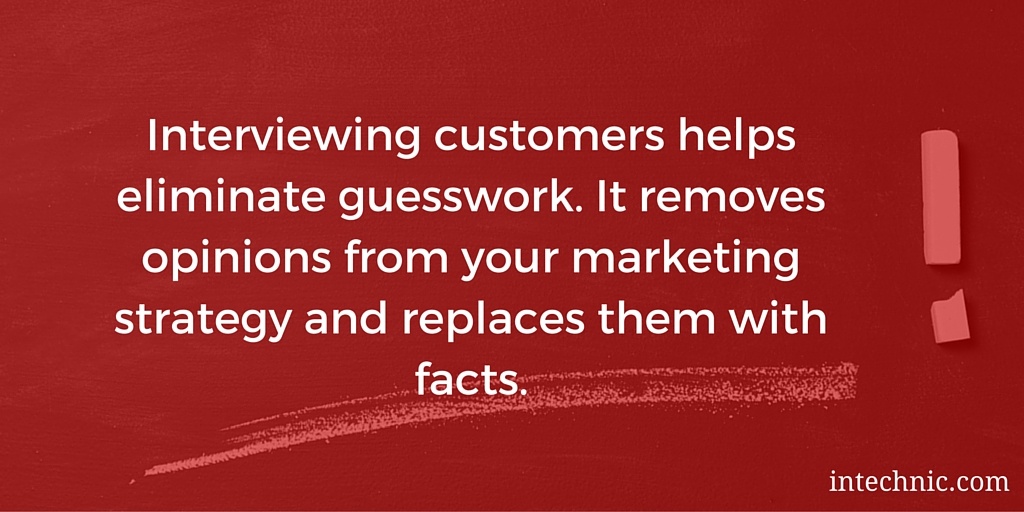 Interviewing customers helps
eliminate guesswork. It removes
opinions from your marketing
strategy and replaces them with
facts.
intechnic.com